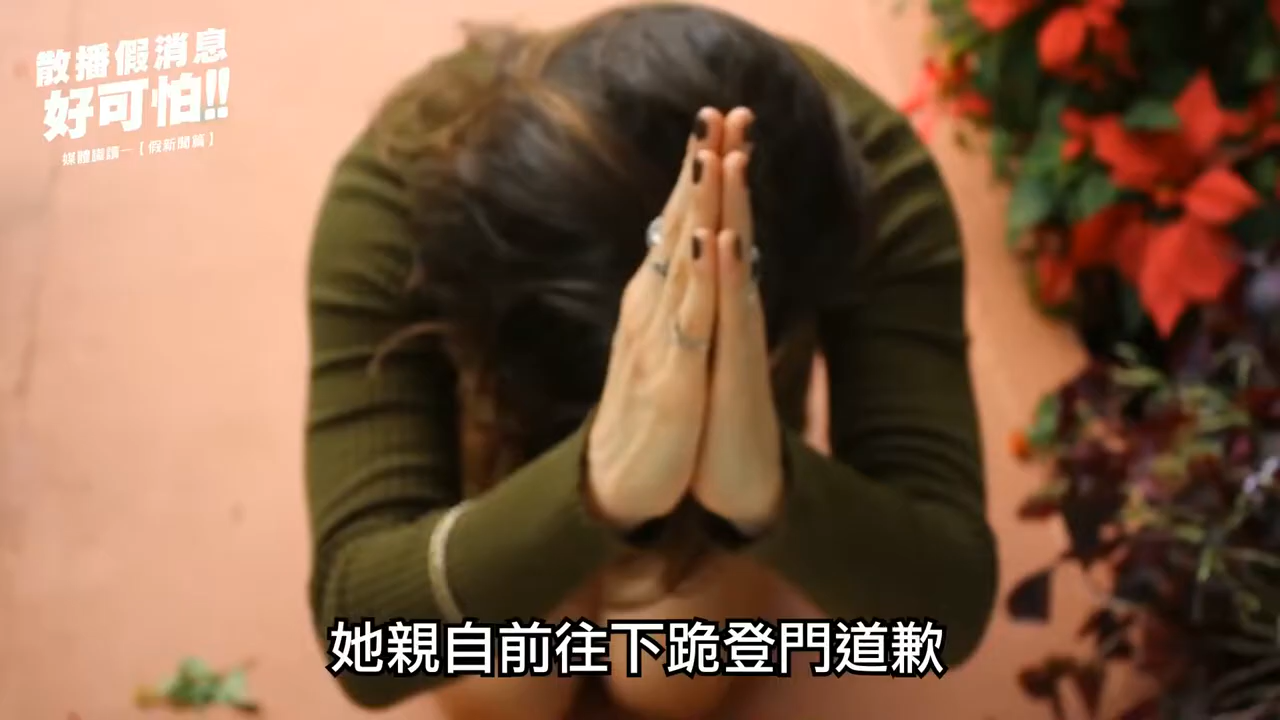 散播假消息
好可怕!!
媒體識讀—【假新聞篇】
她親自前往下跪登門道歉